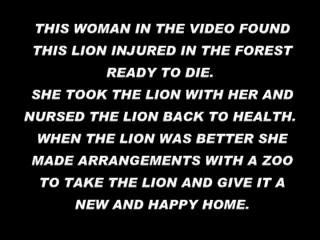 THIS WOMAN IN THE VIDEO FOUND
THIS LION INJURED IN THE FOREST
READY TO DIE.
SHE TOOK THE LION WITH HER AND
NURSED THE LION BACK TO HEALTH.
WHEN THE LION WAS BETTER SHE
MADE ARRANGEMENTS WITH A ZOO
TO TAKE THE LION AND GIVE IT A
NEW AND HAPPY HOME.